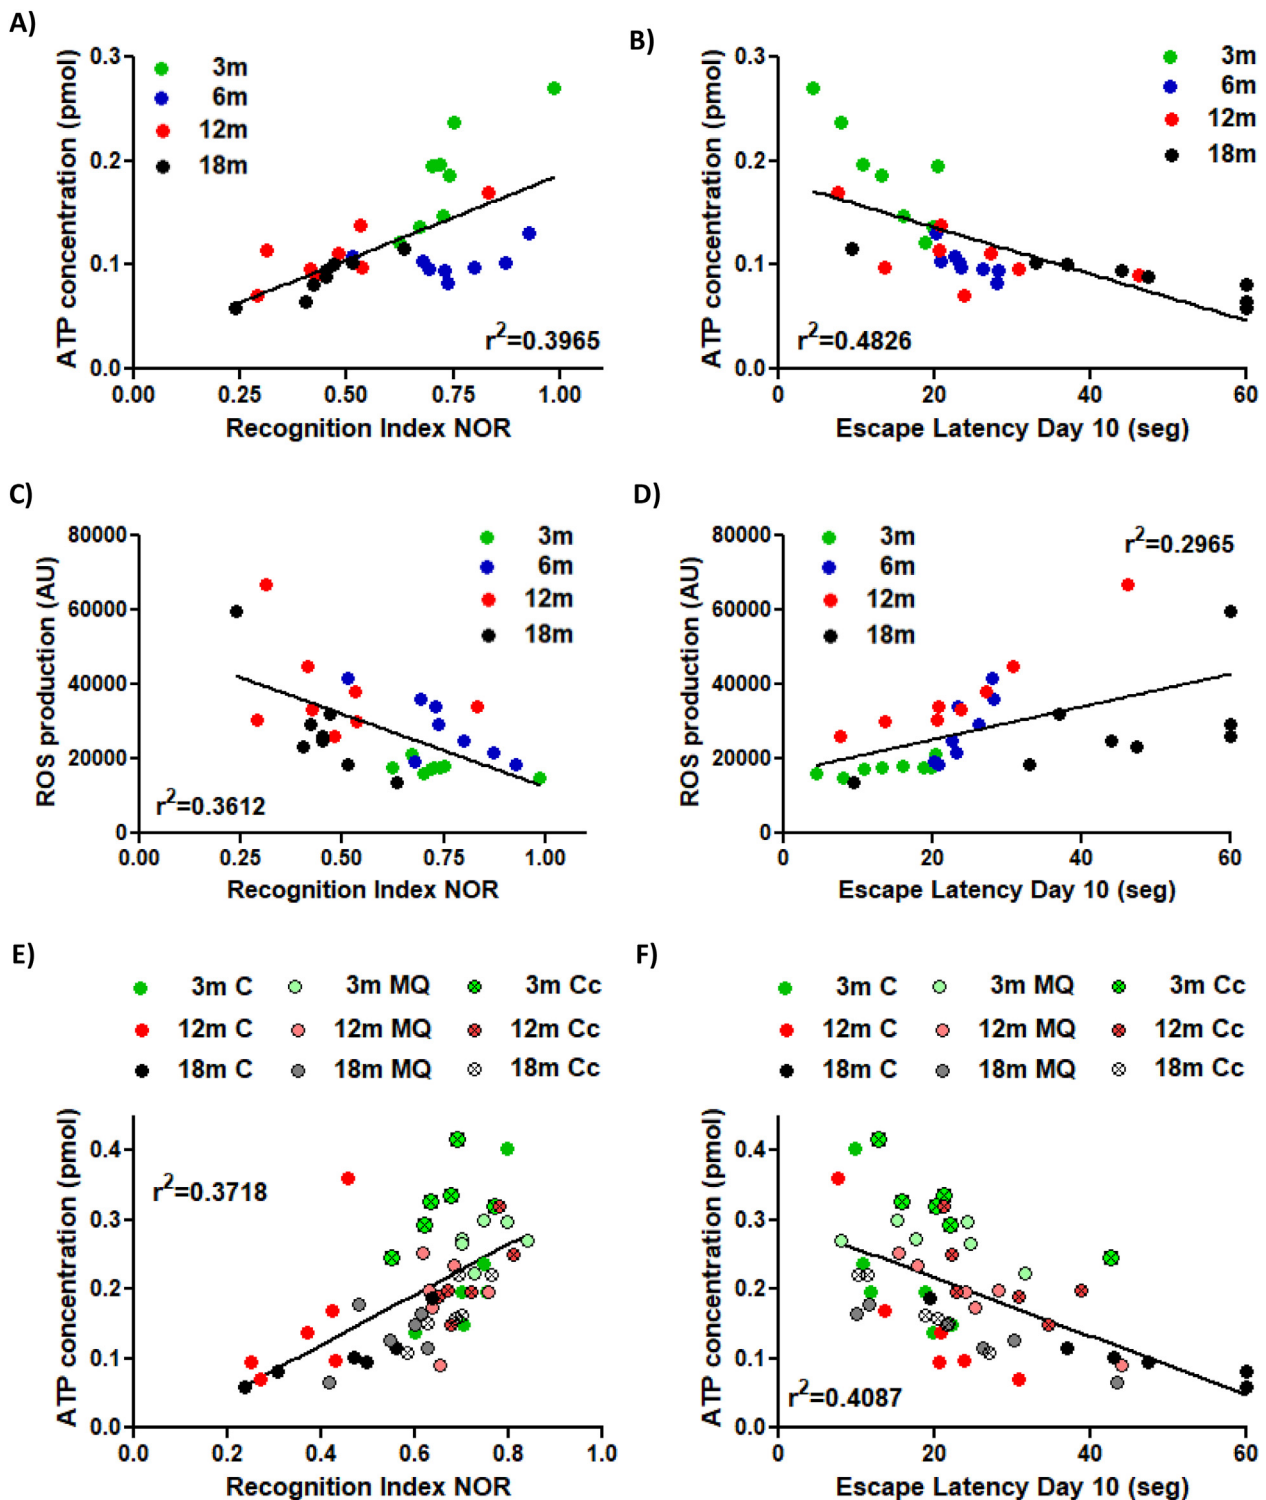 A)
ATP concentration (pmol)
0.3
0.2
0.1
0.0
3m
6m
12m
18m
r²=0.3965
0.00 0.25 0.50 0.75 1.00
Recognition Index NOR
B)
ATP concentration (pmol)
0.3
0.2
0.1
0.0
3m
6m
12m
18m
r²=0.4826
0 20 40 60
Escape Latency Day 10 (seg)
C)
ROS production (AU)
80000
60000
40000
20000
0
3m
6m
12m
18m
r²=0.3612
0.00 0.25 0.50 0.75 1.00
Recognition Index NOR
D)
ROS production (AU)
80000
60000
40000
20000
0
3m
6m
12m
18m
r²=0.2965
0 20 40 60
Escape Latency Day 10 (seg)
E)
3m C 3m MQ 3m Cc
12m C 12m MQ 12m Cc
18m C 18m MQ 18m Cc
ATP concentration (pmol)
0.4
0.3
0.2
0.1
0.0
r²=0.3718
0.0 0.2 0.4 0.6 0.8 1.0
Recognition Index NOR
F)
3m C 3m MQ 3m Cc
12m C 12m MQ 12m Cc
18m C 18m MQ 18m Cc
ATP concentration (pmol)
0.4
0.3
0.2
0.1
0.0
r²=0.4087
0 20 40 60
Escape Latency Day 10 (seg)